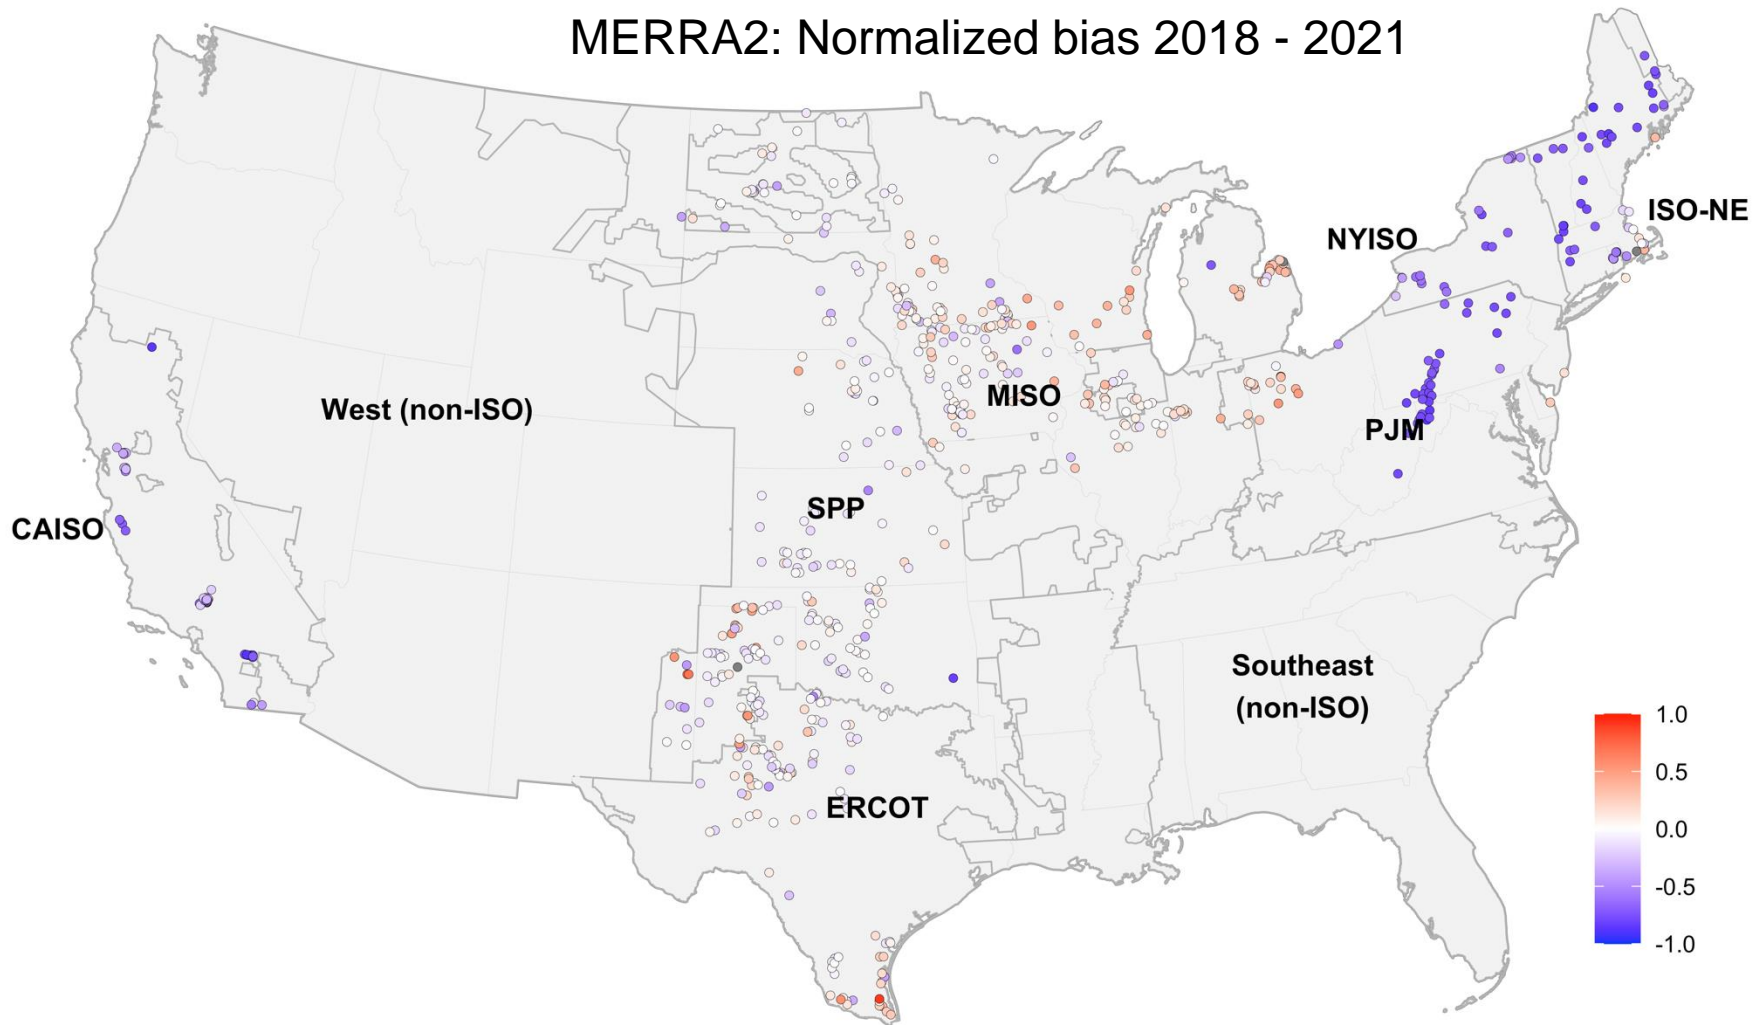 MERRA2: Normalized bias 2018 - 2021
ISO-NE
NYISO
West (non-ISO)
MISO
PJM
SPP
CAISO
Southeast
(non-ISO)
ERCOT
1.0
0.5
0.0
-0.5
-1.0